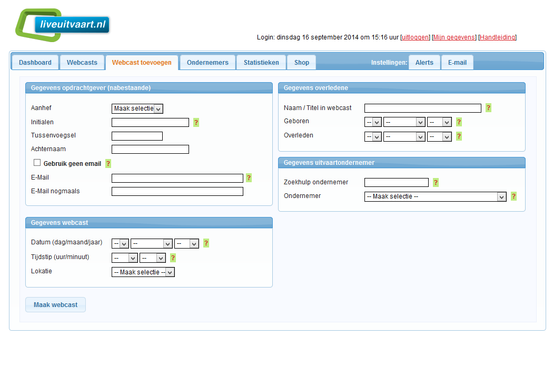 liveuitvaart.nl
Login: dinsdag 16 september 2014 om 15:16 uur [uitloggen] [Mijn gegevens] [Handleiding]
Dashboard Webcasts Webcast toevoegen Ondernemers Statistieken Shop Instellingen: Alerts E-mail
Gegevens opdrachtgever (nabestaande)
Aanhef Maak selectie
Initialen ?
Tussenvoegsel
Achternaam
Gebruik geen email ?
E-Mail ?
E-Mail nogmaals
Gegevens webcast
Datum (dag/maand/jaar) -- -- -- ?
Tijdstip (uur/minuut) -- -- ?
Lokatie -- Maak selectie --
Maak webcast
Gegevens overledene
Naam / Titel in webcast ?
Geboren -- -- -- ?
Overleden -- -- -- ?
Gegevens uitvaartondernemer
Zoekhulp ondernemer ?
Ondernemer -- Maak selectie -- ?